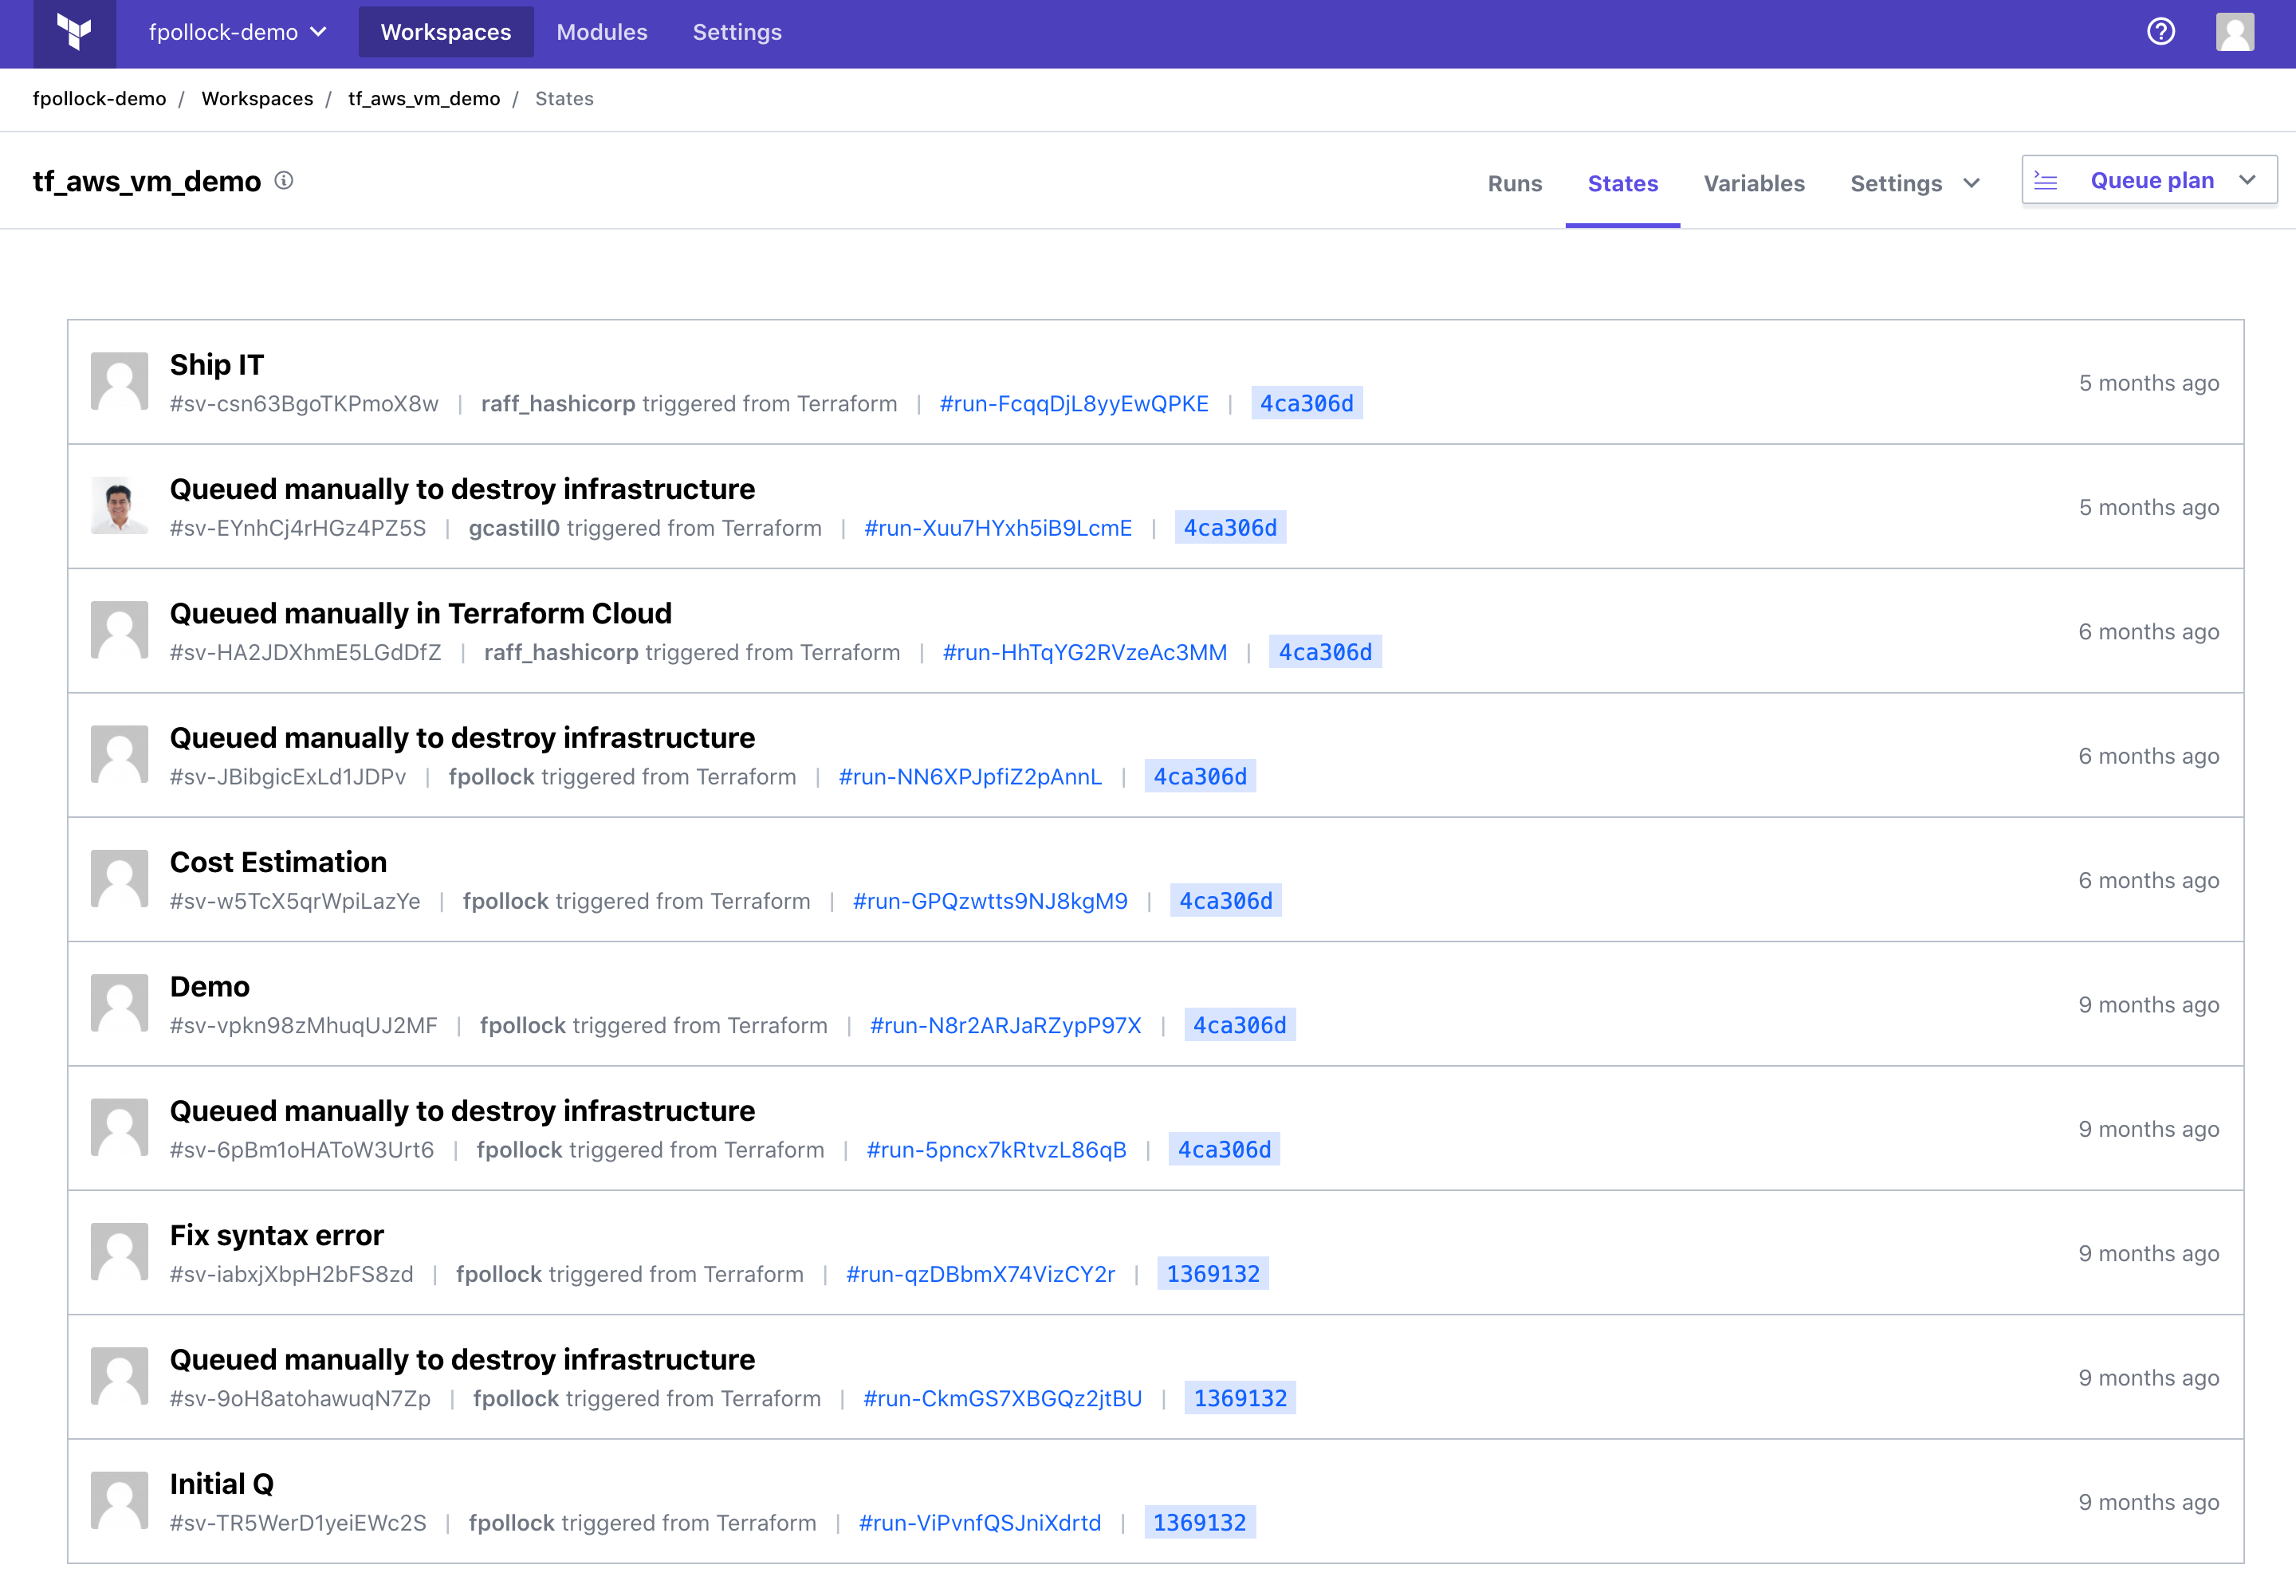 fpollock-demo Workspaces Modules Settings
fpollock-demo / Workspaces / tf_aws_vm_demo / States
tf_aws_vm_demo Runs States Variables Settings Queue plan
Ship IT
#sv-csn63BgoTKPmoX8w | raff_hashicorp triggered from Terraform | #run-FcqqDjL8yyEwQPKE | 4ca306d
5 months ago
Queued manually to destroy infrastructure
#sv-EYnhCj4rHGz4PZ5S | gcastill0 triggered from Terraform | #run-Xuu7HYxh5iB9LcmE | 4ca306d
5 months ago
Queued manually in Terraform Cloud
#sv-HA2JDXhmE5LGdDfZ | raff_hashicorp triggered from Terraform | #run-HhTqYG2RVzeAc3MM | 4ca306d
6 months ago
Queued manually to destroy infrastructure
#sv-JBibgicExLd1JDPv | fpollock triggered from Terraform | #run-NN6XPJpfiZ2pAnnL | 4ca306d
6 months ago
Cost Estimation
#sv-w5TcX5qrWpiLazYe | fpollock triggered from Terraform | #run-GPQzwtts9NJ8kgM9 | 4ca306d
6 months ago
Demo
#sv-vpkn98zMhuqUJ2MF | fpollock triggered from Terraform | #run-N8r2ARJaRZypP97X | 4ca306d
9 months ago
Queued manually to destroy infrastructure
#sv-6pBm1oHAToW3Urt6 | fpollock triggered from Terraform | #run-5pncx7kRtvzL86qB | 4ca306d
9 months ago
Fix syntax error
#sv-iabxjXbpH2bFS8zd | fpollock triggered from Terraform | #run-qzDBbmX74VizCY2r | 1369132
9 months ago
Queued manually to destroy infrastructure
#sv-9oH8atohawuqN7Zp | fpollock triggered from Terraform | #run-CkmGS7XBGQz2jtBU | 1369132
9 months ago
Initial Q
#sv-TR5WerD1yeiEWc2S | fpollock triggered from Terraform | #run-ViPvnfQSJniXdrtd | 1369132
9 months ago